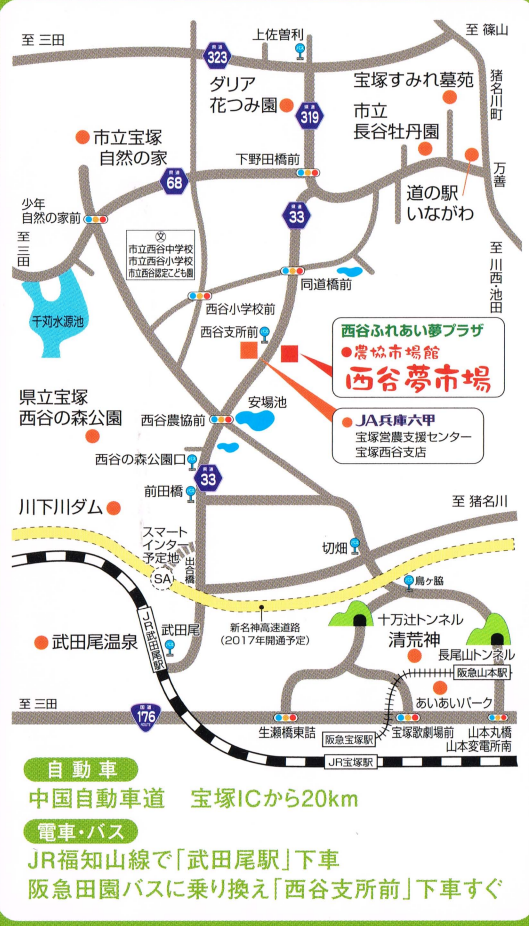 至 三田
県道
323
上佐曽利
至 篠山
ダリア
花つみ園
県道
319
宝塚すみれ墓苑
市立
長谷牡丹園
猪名川町
市立宝塚
自然の家
下野田橋前
県道
68
万善
道の駅
いながわ
少年
自然の家前
県道
33
至 三田
文
市立西谷中学校
市立西谷小学校
市立西谷認定こども園
至 川西・池田
同道橋前
千苅水源池
西谷小学校前
西谷支所前
西谷ふれあい夢プラザ
●農協市場館
西谷夢市場
県立宝塚
西谷の森公園
安場池
西谷農協前
JA兵庫六甲
宝塚営農支援センター
宝塚西谷支店
西谷の森公園口
県道
33
前田橋
川下川ダム
至 猪名川
スマート
インター
予定地
出合橋
SA
切畑
鳥ヶ脇
新名神高速道路
(2017年開通予定)
武田尾
JR武田尾駅
武田尾温泉
十万辻トンネル
清荒神
長尾山トンネル
阪急山本駅
あいあいパーク
至 三田
国道
176
ROUTE
生瀬橋東詰
阪急宝塚駅
宝塚歌劇場前
山本丸橋
山本変電所南
JR宝塚駅
自動車
中国自動車道 宝塚ICから20km
電車・バス
JR福知山線で「武田尾駅」下車
阪急田園バスに乗り換え「西谷支所前」下車すぐ